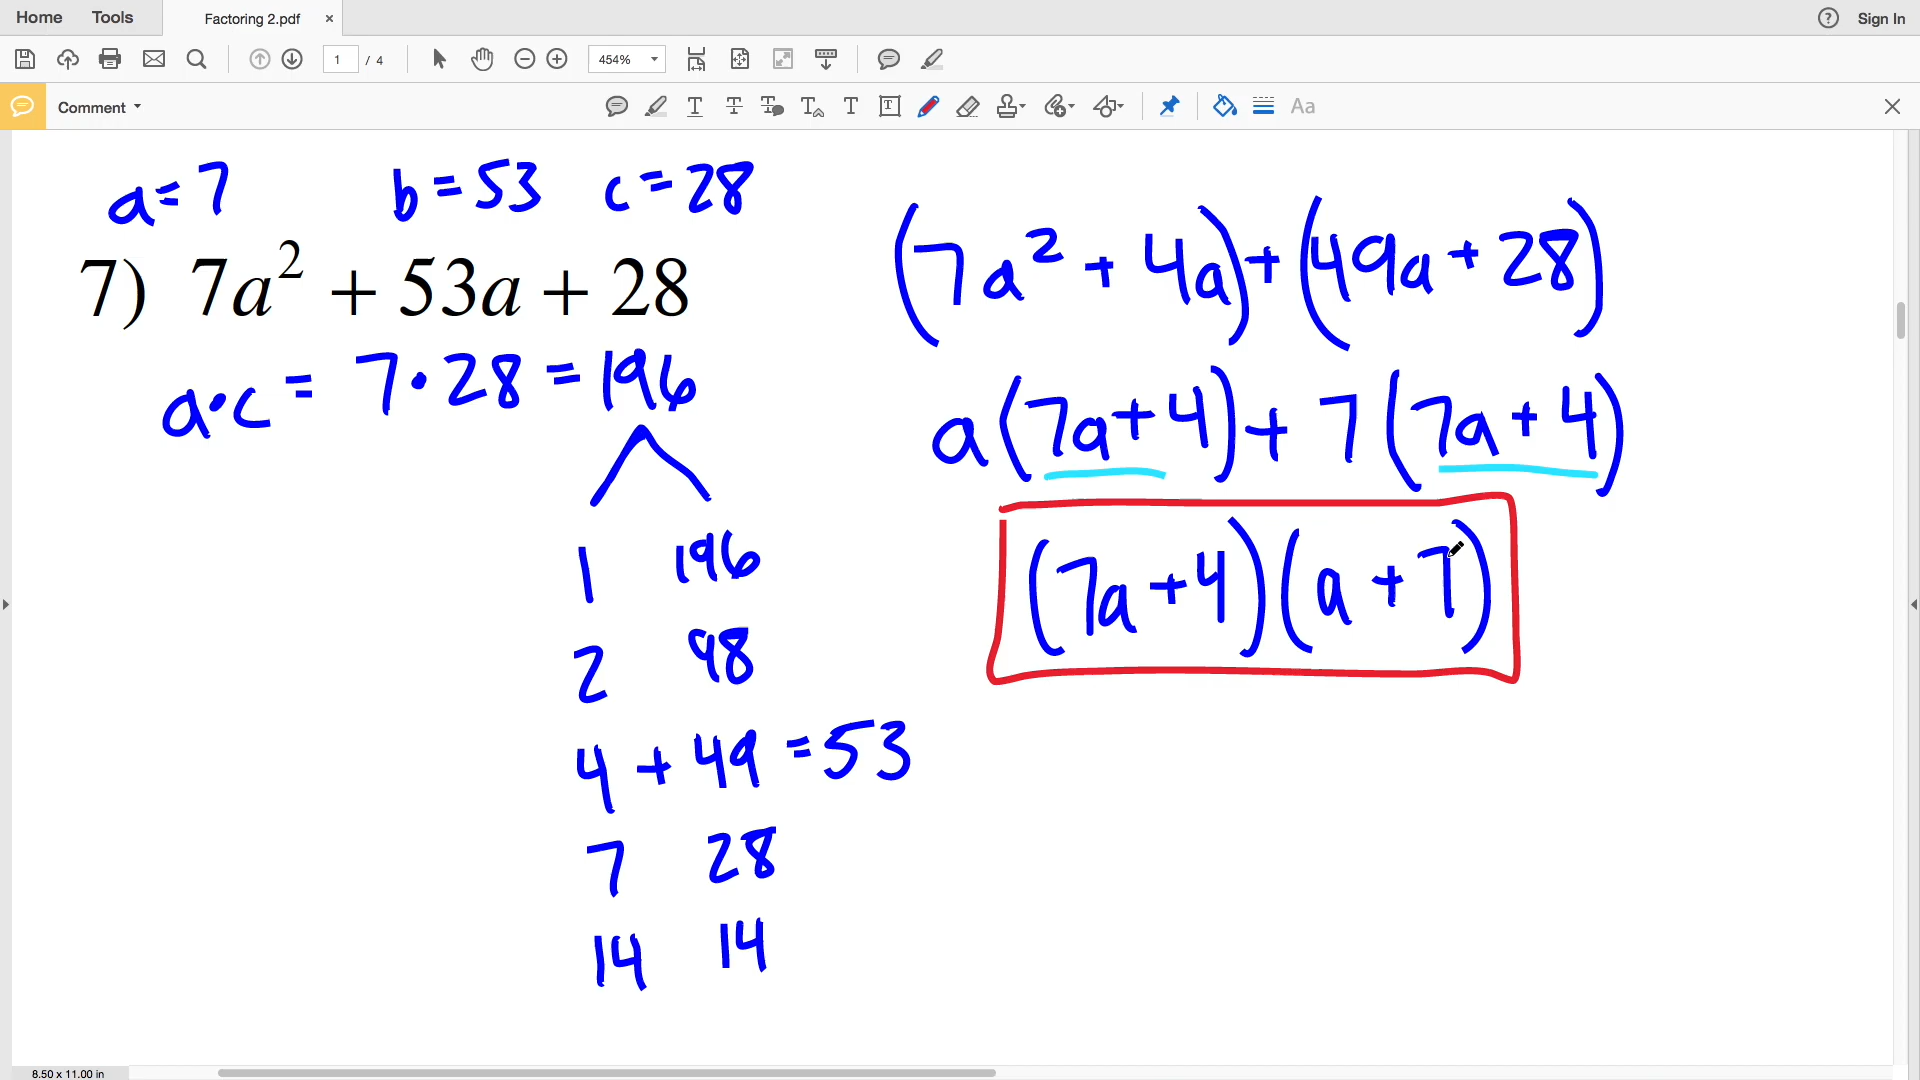 Home Tools Factoring 2.pdf × ? Sign In
1 / 4 454%
Comment T T T T T T Aa
a = 7 b = 53 c = 28
7) 7a² + 53a + 28
a·c = 7·28 = 196
1 196
2 98
4 + 49 = 53
7 28
14 14
(7a² + 4a) + (49a + 28)
a(7a + 4) + 7(7a + 4)
(7a + 4)(a + 7)
8.50 x 11.00 in